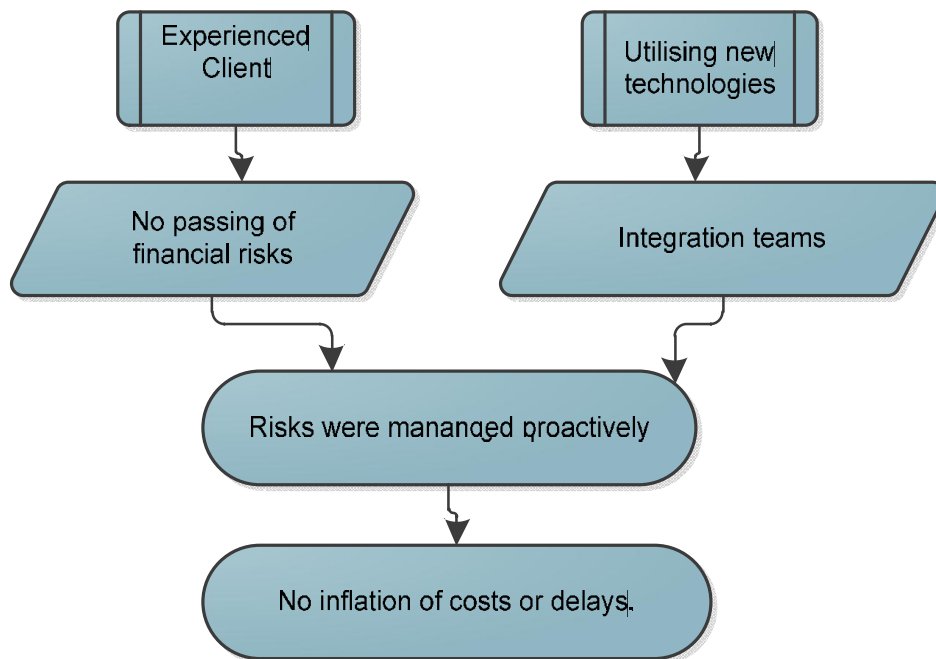 Experienced
Client
Utilising new
technologies
No passing of
financial risks
Integration teams
Risks were mananged proactively
No inflation of costs or delays.